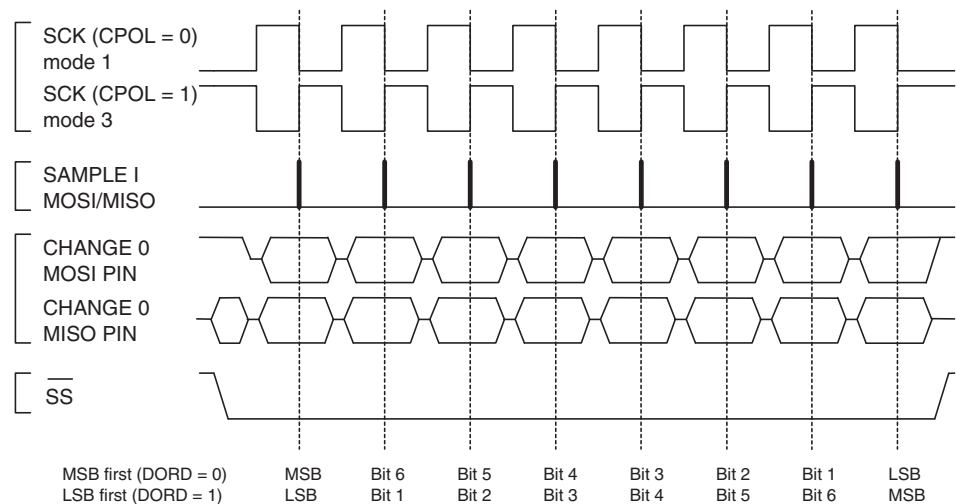 SCK (CPOL = 0)
mode 1
SCK (CPOL = 1)
mode 3
SAMPLE I
MOSI/MISO
CHANGE 0
MOSI PIN
CHANGE 0
MISO PIN
SS
MSB first (DORD = 0) MSB Bit 6 Bit 5 Bit 4 Bit 3 Bit 2 Bit 1 LSB
LSB first (DORD = 1) LSB Bit 1 Bit 2 Bit 3 Bit 4 Bit 5 Bit 6 MSB